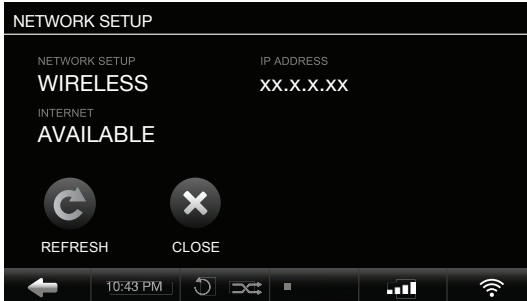 NETWORK SETUP
NETWORK SETUP IP ADDRESS
WIRELESS xx.x.x.xx
INTERNET
AVAILABLE
REFRESH CLOSE
10:43 PM